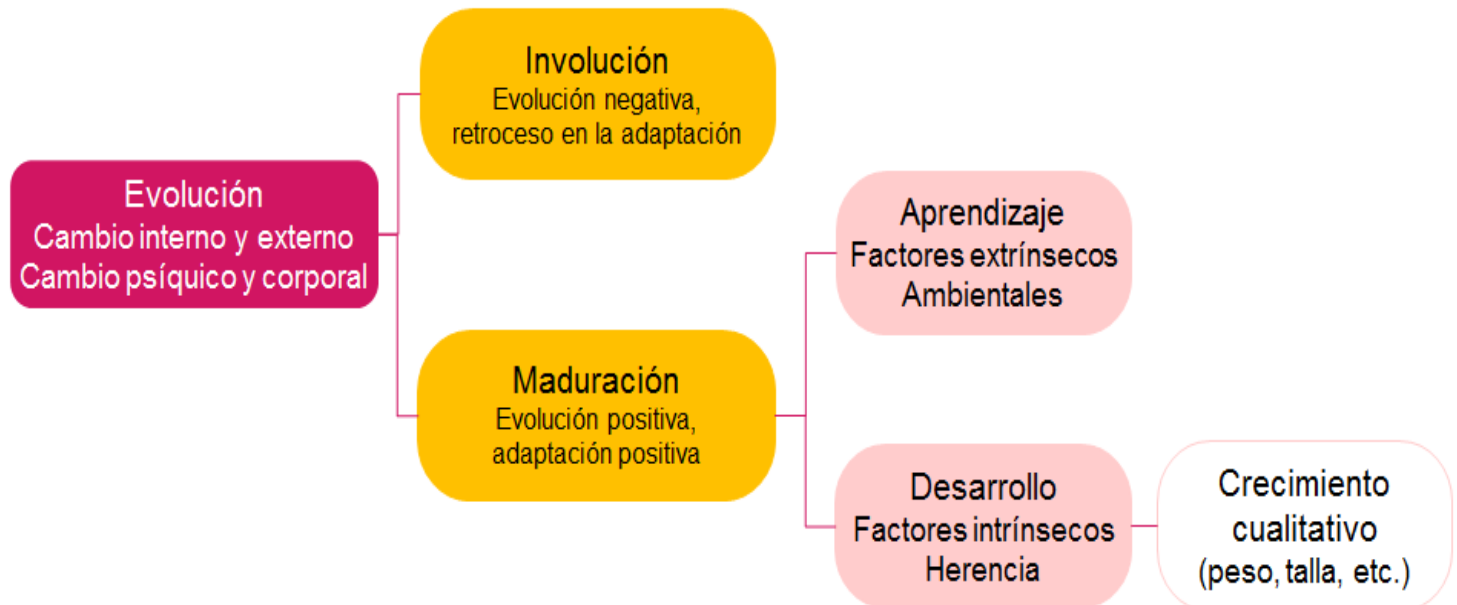 Evolución
Cambio interno y externo
Cambio psíquico y corporal
Involución
Evolución negativa,
retroceso en la adaptación
Maduración
Evolución positiva,
adaptación positiva
Aprendizaje
Factores extrínsecos
Ambientales
Desarrollo
Factores intrínsecos
Herencia
Crecimiento
cualitativo
(peso, talla, etc.)